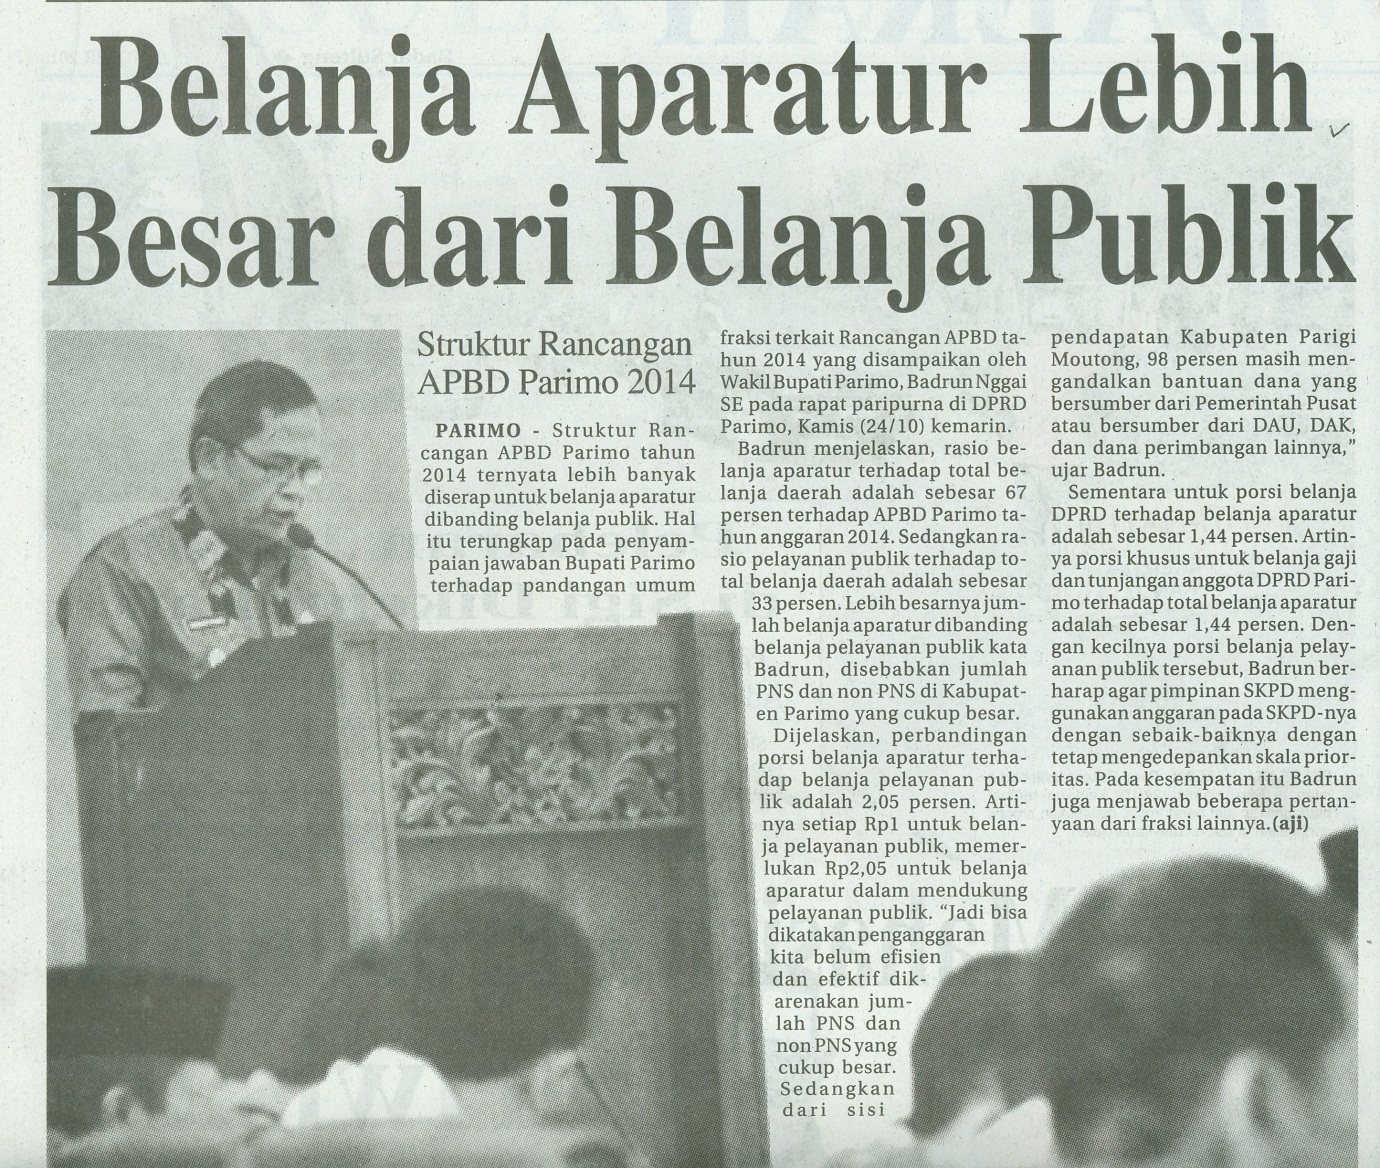 Belanja Aparatur Lebih
Besar dari Belanja Publik
Struktur Rancangan
APBD Parimo 2014
PARIMO - Struktur Ran-
cangan APBD Parimo tahun
2014 ternyata lebih banyak
diserap untuk belanja aparatur
dibanding belanja publik. Hal
itu terungkap pada penyam-
paian jawaban Bupati Parimo
terhadap pandangan umum
fraksi terkait Rancangan APBD ta-
hun 2014 yang disampaikan oleh
Wakil Bupati Parimo, Badrun Nggai
SE pada rapat paripurna di DPRD
Parimo, Kamis (24/10) kemarin.
Badrun menjelaskan, rasio be-
lanja aparatur terhadap total be-
lanja daerah adalah sebesar 67
persen terhadap APBD Parimo ta-
hun anggaran 2014. Sedangkan ra-
sio pelayanan publik terhadap to-
tal belanja daerah adalah sebesar
33 persen. Lebih besarnya jum-
lah belanja aparatur dibanding
belanja pelayanan publik kata
Badrun, disebabkan jumlah
PNS dan non PNS di Kabupat-
en Parimo yang cukup besar.
Dijelaskan, perbandingan
porsi belanja aparatur terha-
dap belanja pelayanan pub-
lik adalah 2,05 persen. Arti-
nya setiap Rp1 untuk belan-
ja pelayanan publik, memer-
lukan Rp2,05 untuk belanja
aparatur dalam mendukung
pelayanan publik. “Jadi bisa
dikatakan penganggaran
kita belum efisien
dan efektif dik-
arenakan jum-
lah PNS dan
non PNS yang
cukup besar.
Sedangkan
dari sisi
pendapatan Kabupaten Parigi
Moutong, 98 persen masih men-
gandalkan bantuan dana yang
bersumber dari Pemerintah Pusat
atau bersumber dari DAU, DAK,
dan dana perimbangan lainnya,”
ujar Badrun.
Sementara untuk porsi belanja
DPRD terhadap belanja aparatur
adalah sebesar 1,44 persen. Artin-
ya porsi khusus untuk belanja gaji
dan tunjangan anggota DPRD Pari-
mo terhadap total belanja aparatur
adalah sebesar 1,44 persen. Den-
gan kecilnya porsi belanja pelay-
anan publik tersebut, Badrun ber-
harap agar pimpinan SKPD meng-
gunakan anggaran pada SKPD-nya
dengan sebaik-baiknya dengan
tetap mengedepankan skala prior-
itas. Pada kesempatan itu Badrun
juga menjawab beberapa pertan-
yaan dari fraksi lainnya.(aji)